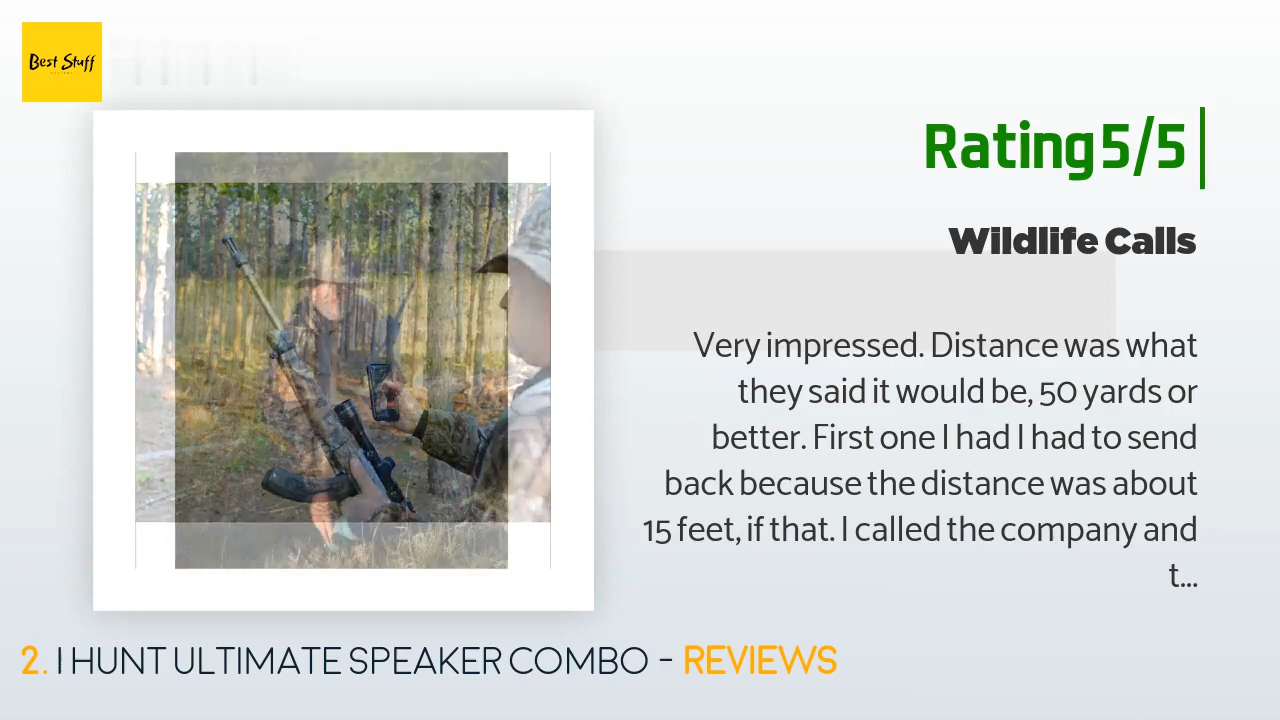 Best Stuff
Rating 5/5
Wildlife Calls
Very impressed. Distance was what
they said it would be, 50 yards or
better. First one I had I had to send
back because the distance was about
15 feet, if that. I called the company and
t...
2. I HUNT ULTIMATE SPEAKER COMBO - REVIEWS